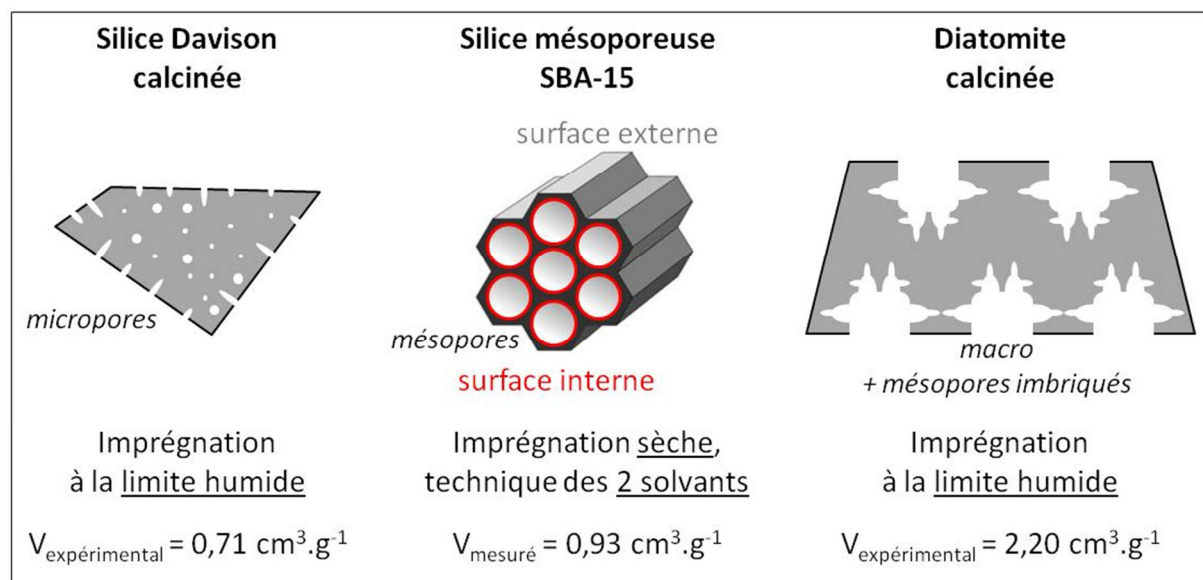 Silice Davison
calcinée
micropores
Imprégnation
à la limite humide
Vexpérimental = 0,71 cm³.g⁻¹
Silice mésoporeuse
SBA-15
surface externe
mésopores
surface interne
Imprégnation sèche,
technique des 2 solvants
Vmesuré = 0,93 cm³.g⁻¹
Diatomite
calcinée
macro
+ mésopores imbriqués
Imprégnation
à la limite humide
Vexpérimental = 2,20 cm³.g⁻¹